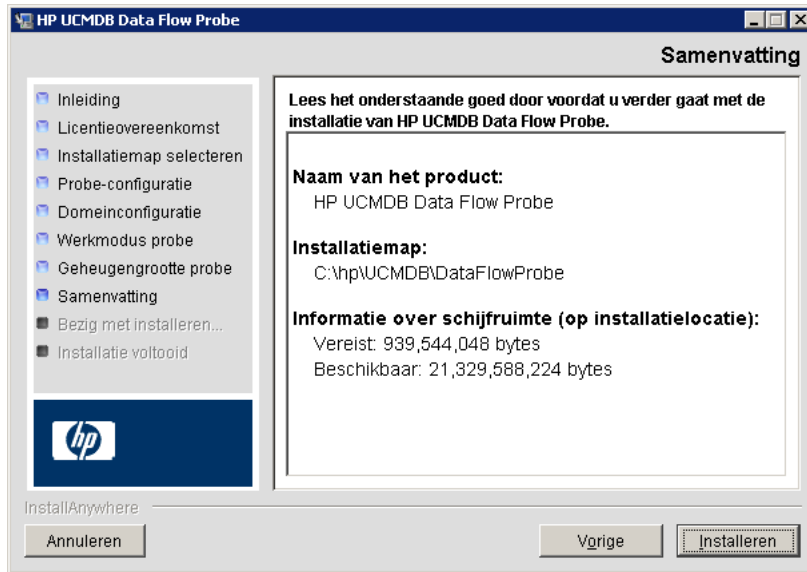 HP UCMDB Data Flow Probe
Samenvatting
Inleiding
Licentieovereenkomst
Installatiemap selecteren
Probe-configuratie
Domeinconfiguratie
Werkmodus probe
Geheugengrootte probe
Samenvatting
Bezig met installeren...
Installatie voltooid
hp
Lees het onderstaande goed door voordat u verder gaat met de
installatie van HP UCMDB Data Flow Probe.
Naam van het product:
HP UCMDB Data Flow Probe
Installatiemap:
C:\hp\UCMDB\DataFlowProbe
Informatie over schijfruimte (op installatielocatie):
Vereist: 939,544,048 bytes
Beschikbaar: 21,329,588,224 bytes
InstallAnywhere
Annuleren
Vorige
Installeren